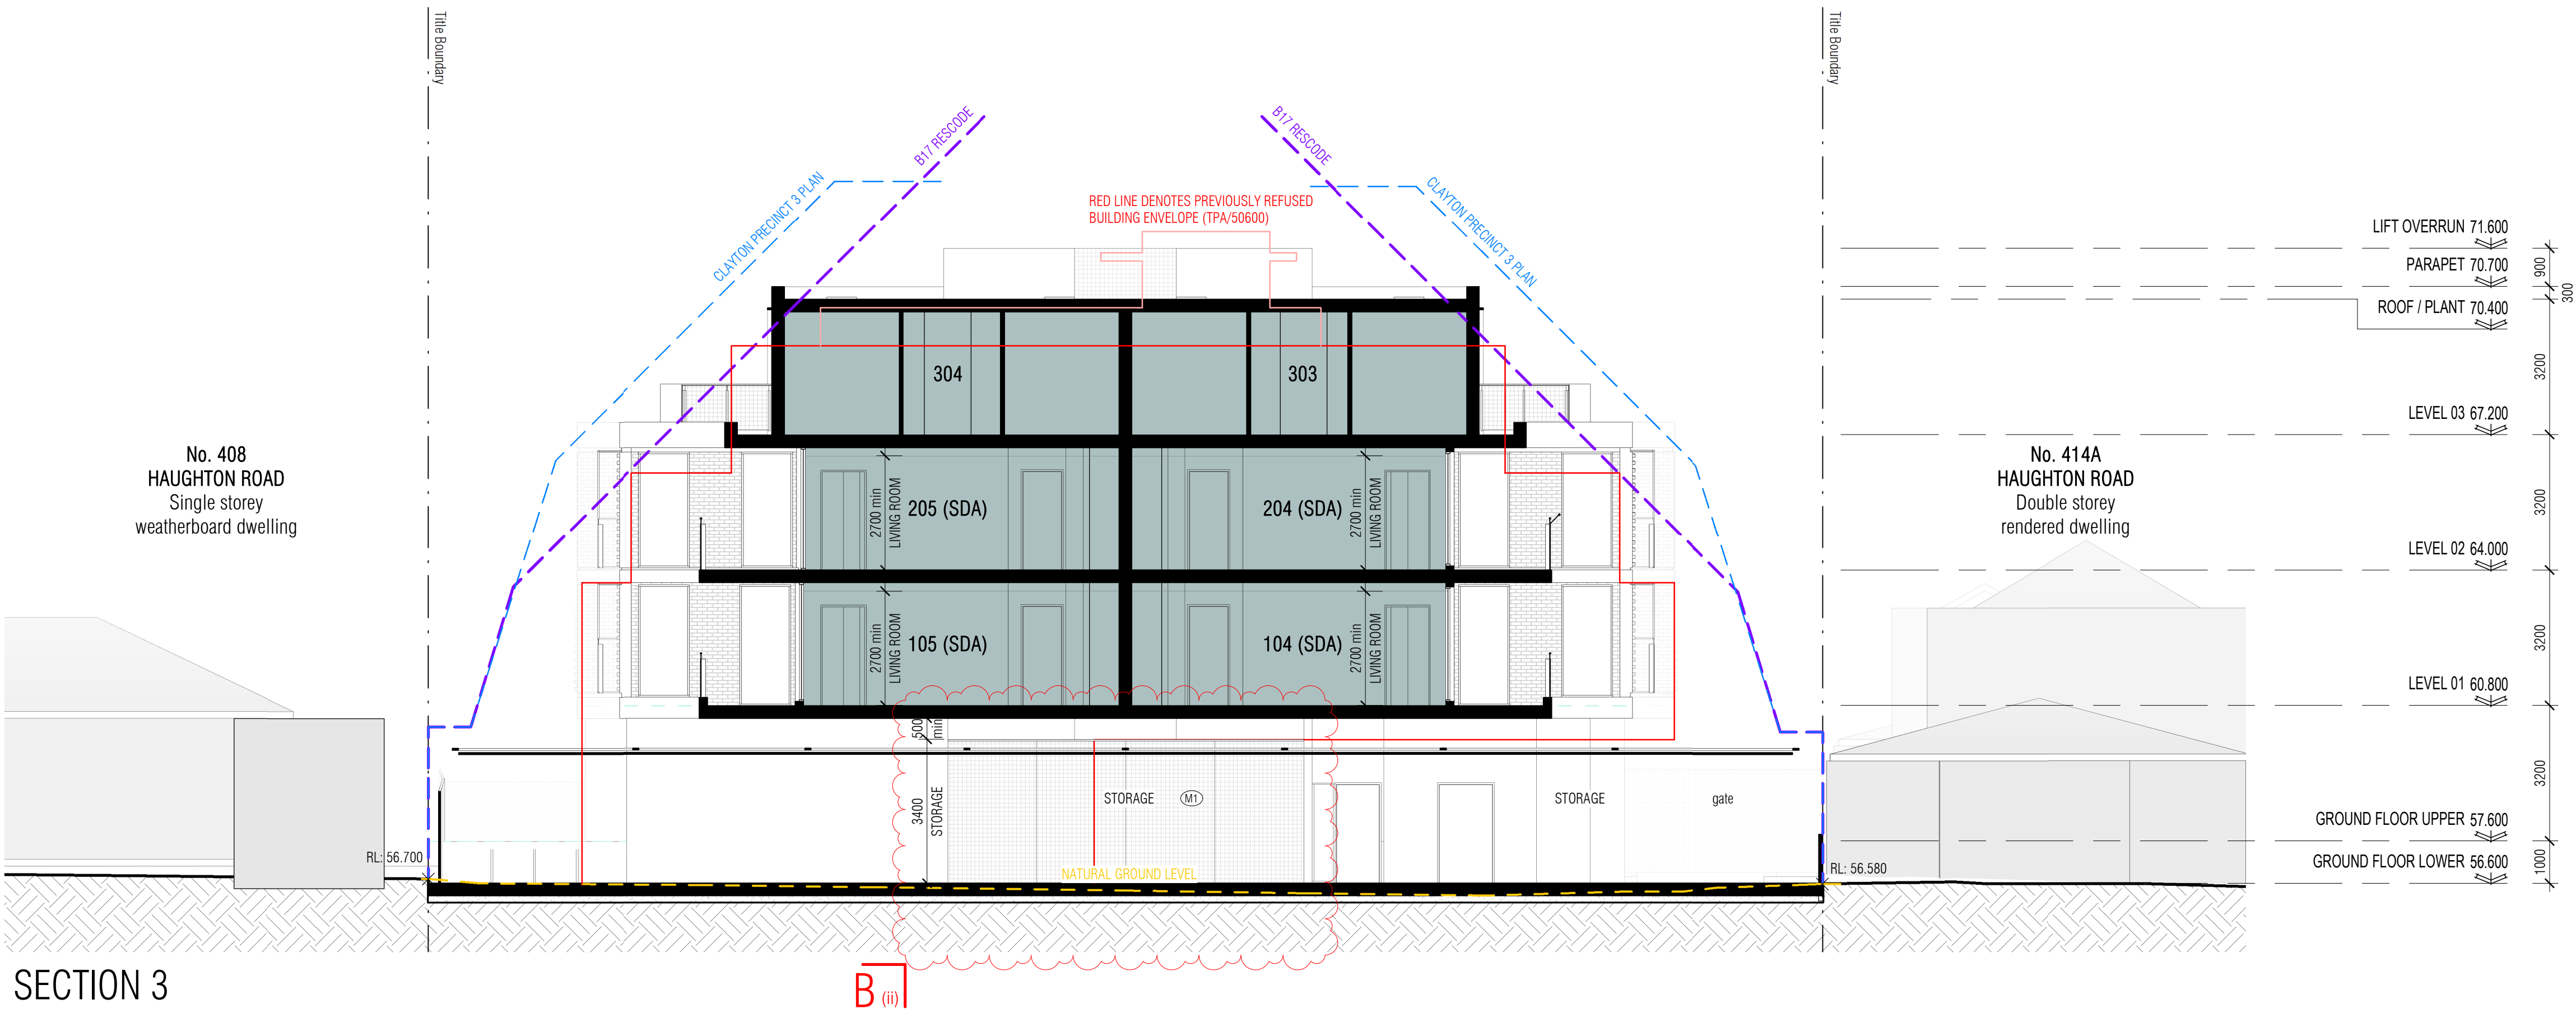 Title Boundary
Title Boundary
B17 RESCODE
B17 RESCODE
CLAYTON PRECINCT 3 PLAN
CLAYTON PRECINCT 3 PLAN
RED LINE DENOTES PREVIOUSLY REFUSED
BUILDING ENVELOPE (TPA/50600)
LIFT OVERRUN 71.600
900
PARAPET 70.700
300
ROOF / PLANT 70.400
3200
304
303
LEVEL 03 67.200
No. 408
HAUGHTON ROAD
Single storey
weatherboard dwelling
No. 414A
HAUGHTON ROAD
Double storey
rendered dwelling
3200
2700 min
LIVING ROOM
205 (SDA)
204 (SDA)
2700 min
LIVING ROOM
LEVEL 02 64.000
3200
2700 min
LIVING ROOM
105 (SDA)
104 (SDA)
2700 min
LIVING ROOM
LEVEL 01 60.800
500
min
3200
3400
STORAGE
STORAGE
M1
STORAGE
gate
GROUND FLOOR UPPER 57.600
RL: 56.700
NATURAL GROUND LEVEL
RL: 56.580
GROUND FLOOR LOWER 56.600
1000
SECTION 3
B (ii)